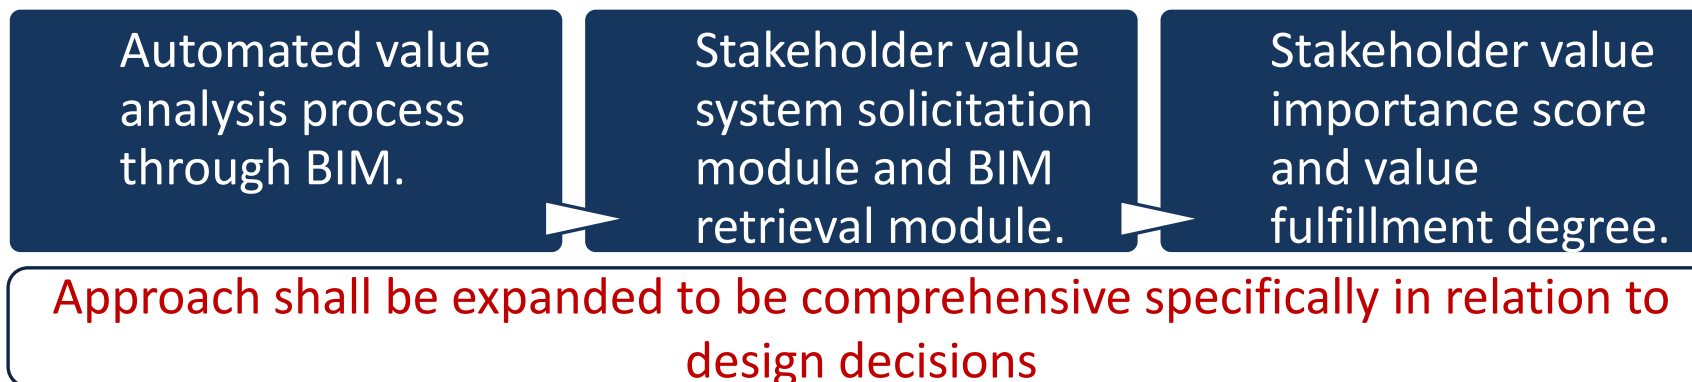 Automated value
analysis process
through BIM.
Stakeholder value
system solicitation
module and BIM
retrieval module.
Stakeholder value
importance score
and value
fulfillment degree.
Approach shall be expanded to be comprehensive specifically in relation to
design decisions